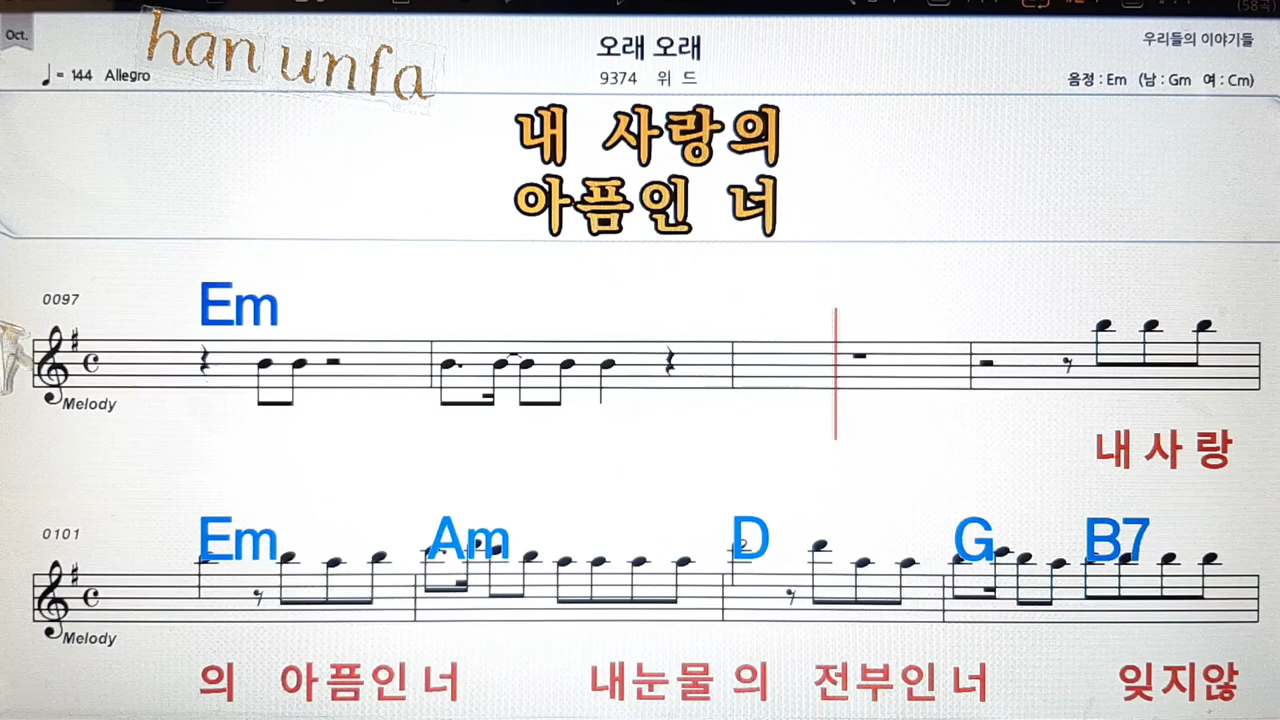 Oct.
(58곡)
han unfa
오래 오래
우리들의 이야기들
♩= 144 Allegro
9374 위 드
음정 : Em (남 : Gm 여 : Cm)
내 사랑의
아픔인 너
0097
Em
Melody
내 사 랑
0101
Em Am D G B7
Melody
의 아픔인 너 내눈물 의 전부인 너 잊지않